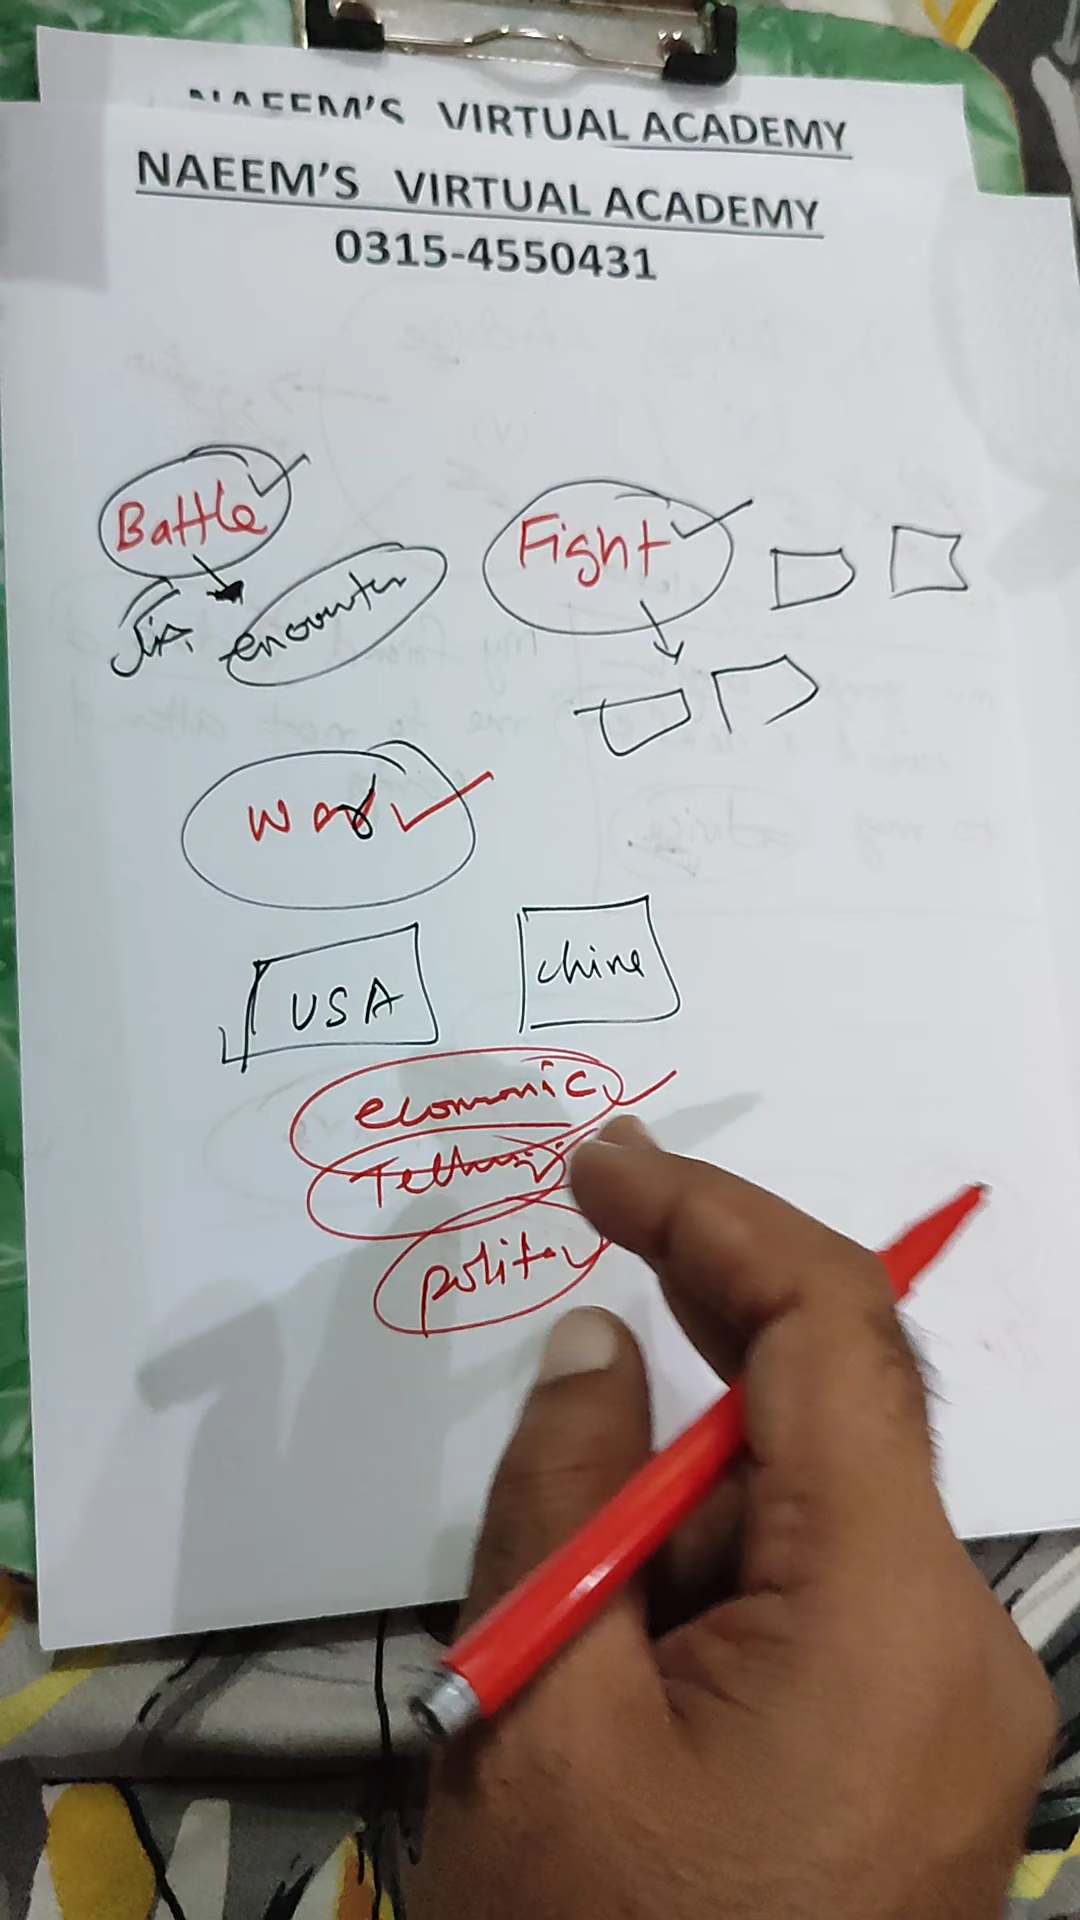 NAEEM'S VIRTUAL ACADEMY
NAEEM'S VIRTUAL ACADEMY
0315-4550431
Battle
Fight
encounter
War
USA
China
economic
polit